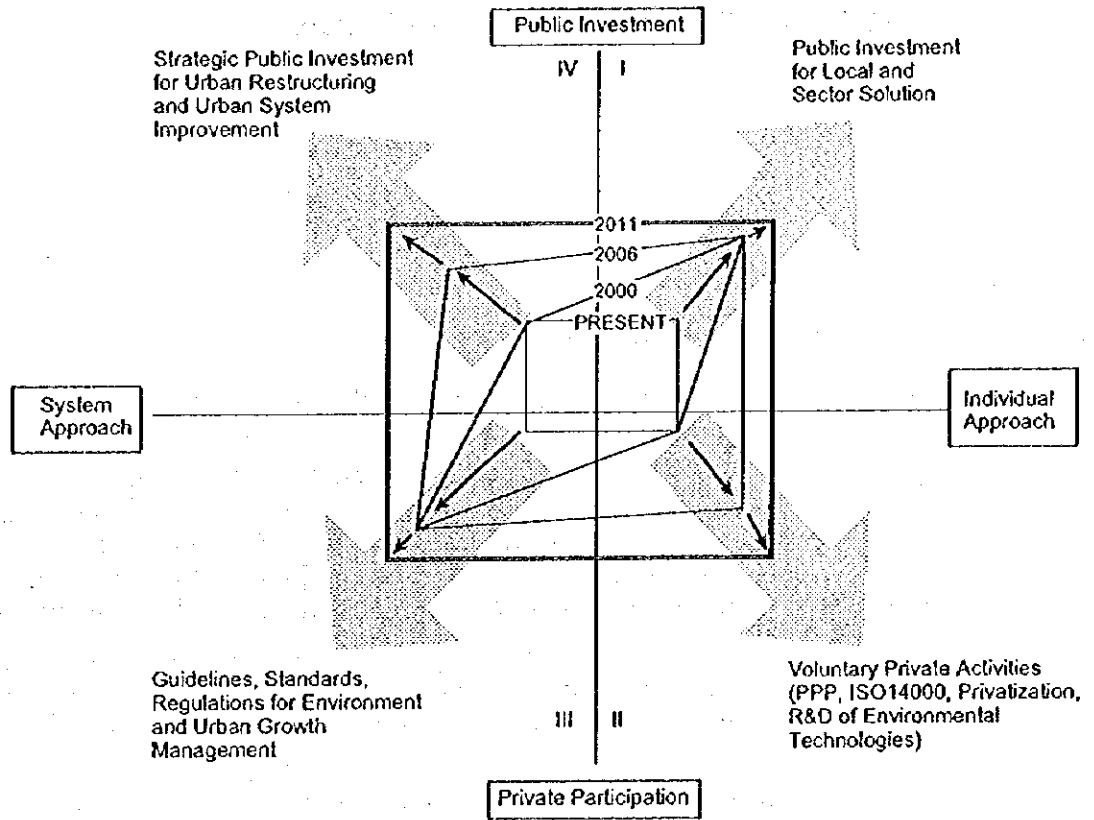 Public Investment
Strategic Public Investment
for Urban Restructuring
and Urban System
Improvement
IV
I
Public Investment
for Local and
Sector Solution
2011
2006
2000
PRESENT
System
Approach
Individual
Approach
Guidelines, Standards,
Regulations for Environment
and Urban Growth
Management
III
II
Voluntary Private Activities
(PPP, ISO14000, Privatization,
R&D of Environmental
Technologies)
Private Participation